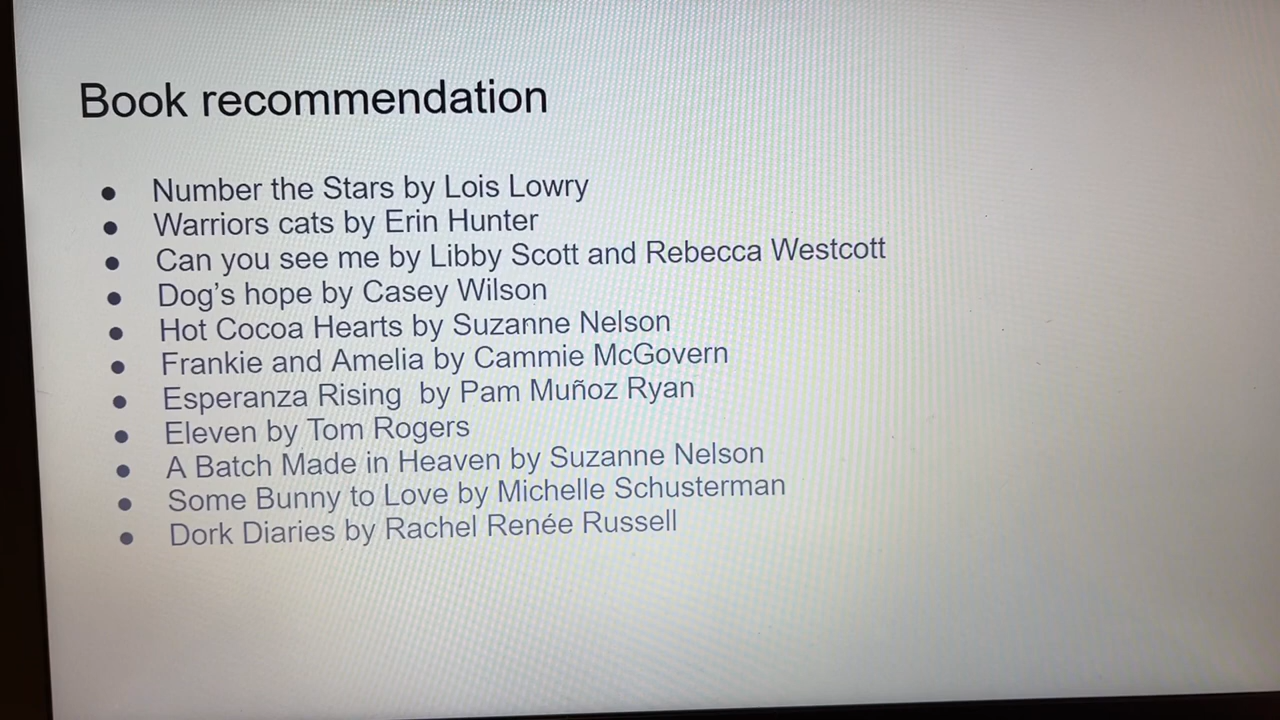 Book recommendation
● Number the Stars by Lois Lowry
● Warriors cats by Erin Hunter
● Can you see me by Libby Scott and Rebecca Westcott
● Dog’s hope by Casey Wilson
● Hot Cocoa Hearts by Suzanne Nelson
● Frankie and Amelia by Cammie McGovern
● Esperanza Rising  by Pam Muñoz Ryan
● Eleven by Tom Rogers
● A Batch Made in Heaven by Suzanne Nelson
● Some Bunny to Love by Michelle Schusterman
● Dork Diaries by Rachel Renée Russell